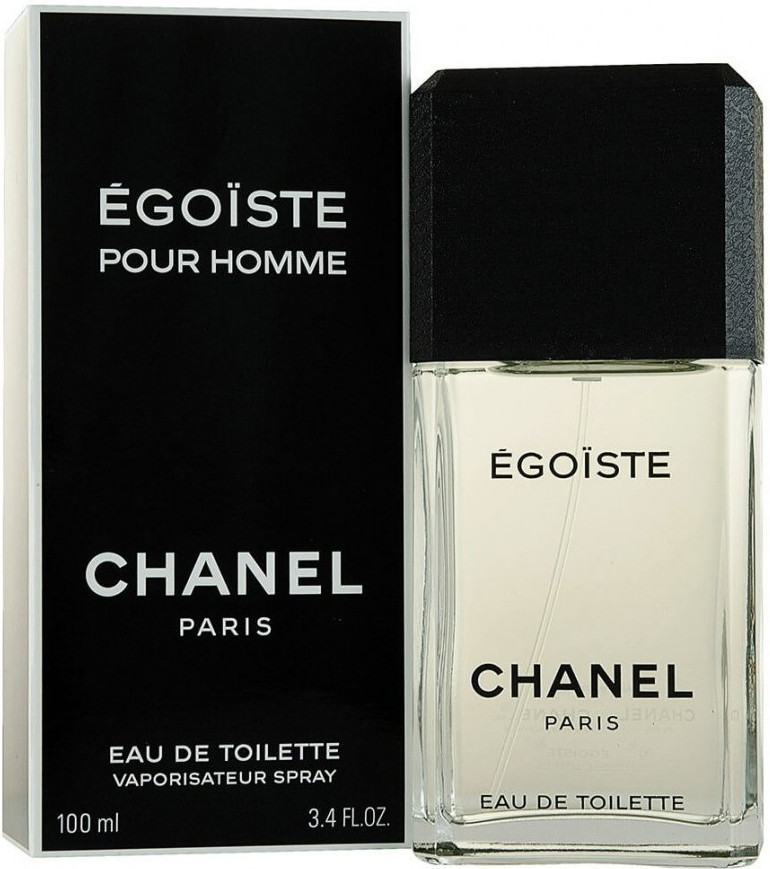 ÉGOÏSTE
POUR HOMME
CHANEL
PARIS
EAU DE TOILETTE
VAPORISATEUR SPRAY
100 ml 3.4 FL.OZ.
ÉGOÏSTE
CHANEL
PARIS
EAU DE TOILETTE